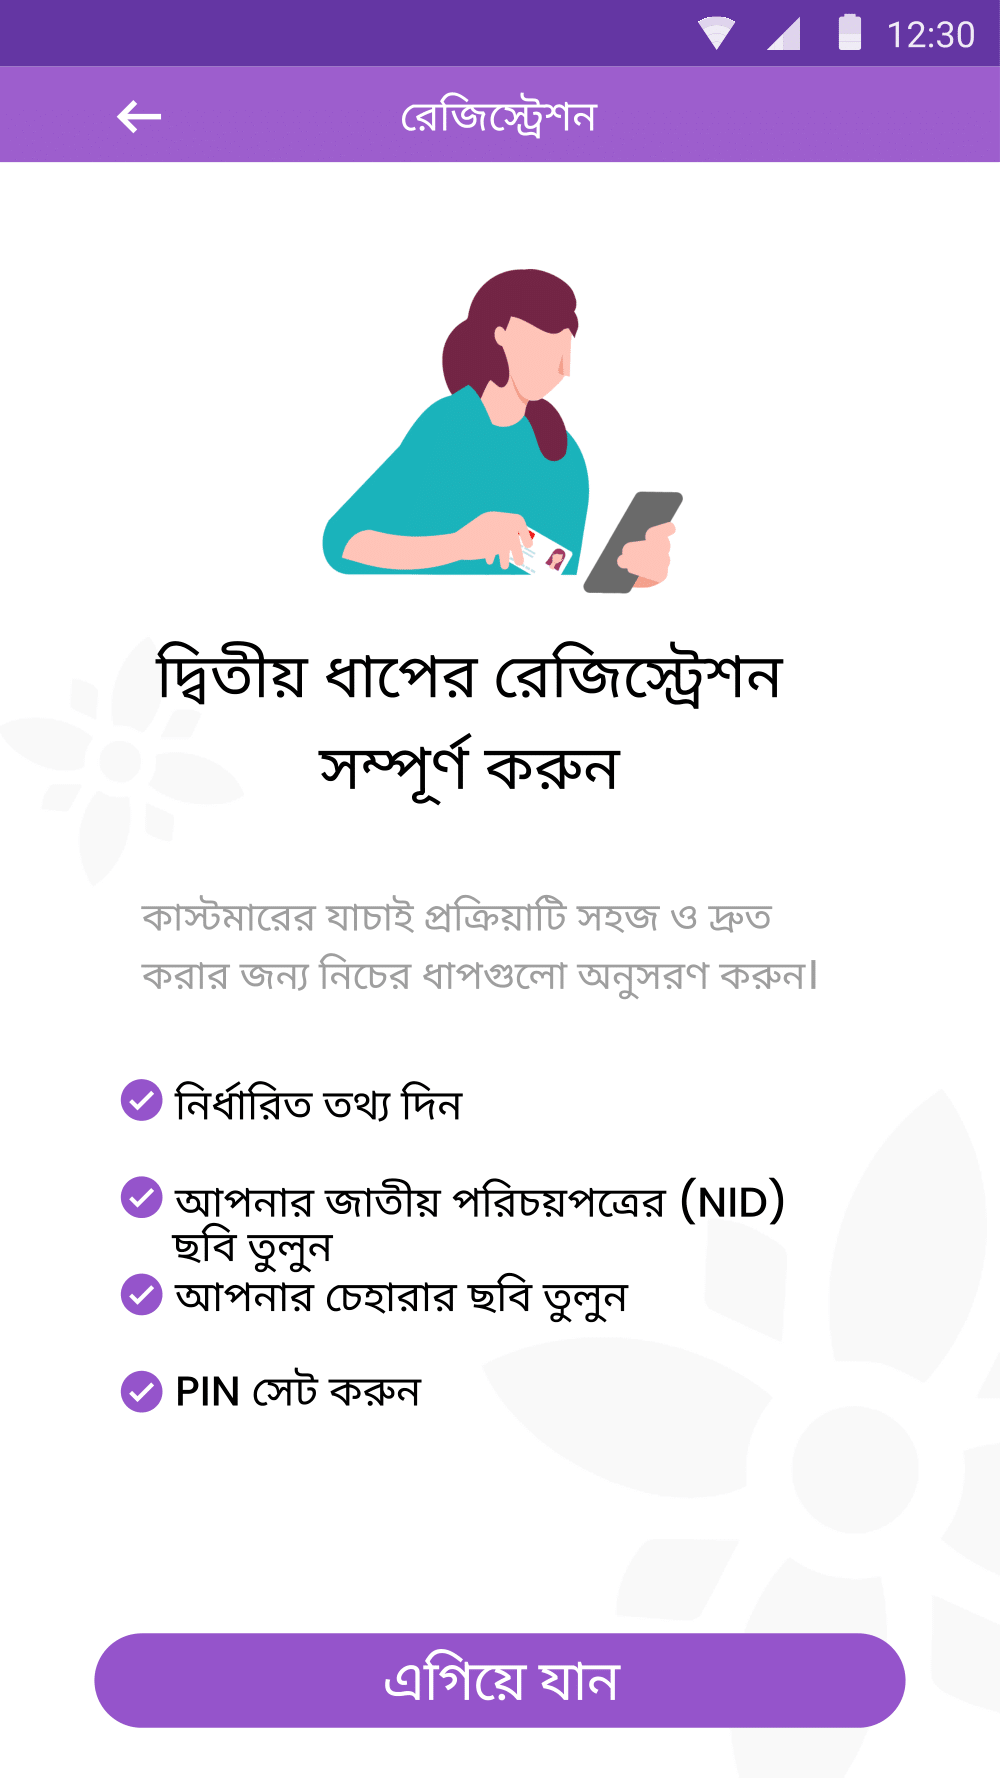 12:30
রেজিস্ট্রেশন
দ্বিতীয় ধাপের রেজিস্ট্রেশন
সম্পূর্ণ করুন
কাস্টমারের যাচাই প্রক্রিয়াটি সহজ ও দ্রুত
করার জন্য নিচের ধাপগুলো অনুসরণ করুন।
নির্ধারিত তথ্য দিন
আপনার জাতীয় পরিচয়পত্রের (NID)
ছবি তুলুন
আপনার চেহারার ছবি তুলুন
PIN সেট করুন
এগিয়ে যান